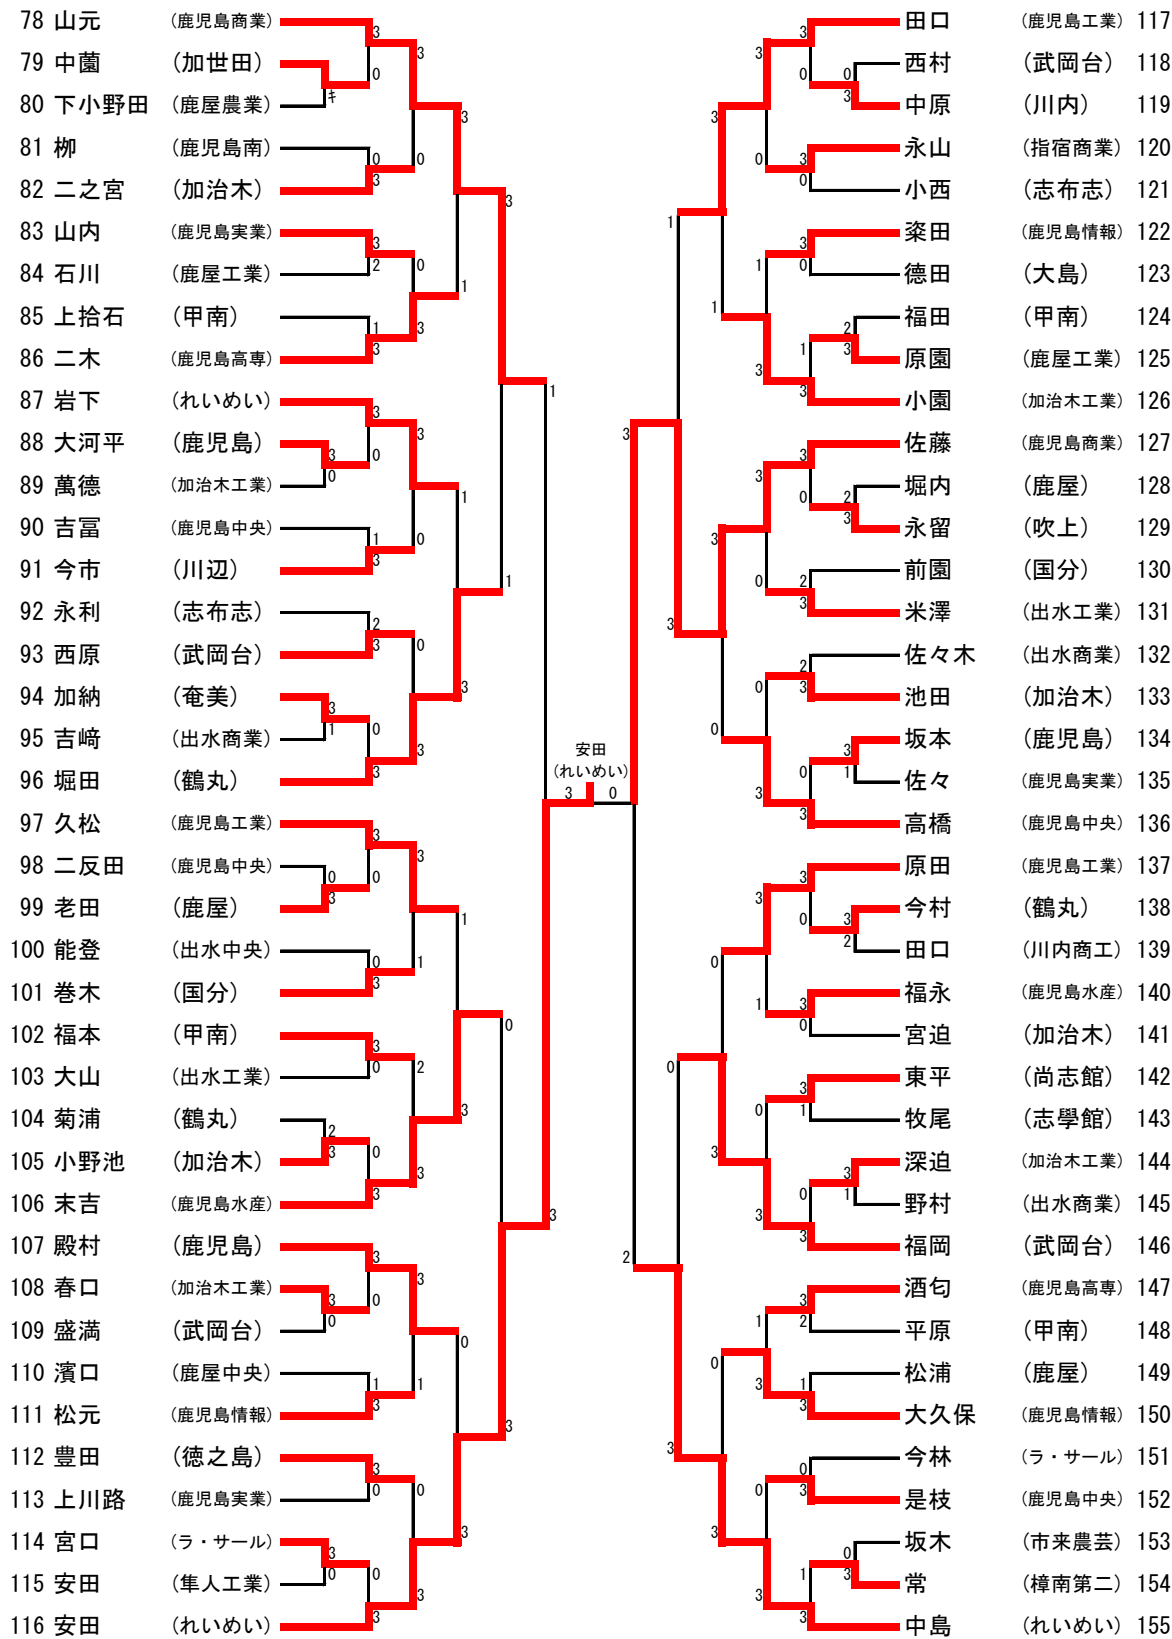 78 山元 (鹿児島商業)
79 中薗 (加世田)
80 下小野田 (鹿屋農業)
81 栁 (鹿児島南)
82 二之宮 (加治木)
83 山内 (鹿児島実業)
84 石川 (鹿屋工業)
85 上拾石 (甲南)
86 二木 (鹿児島高専)
87 岩下 (れいめい)
88 大河平 (鹿児島)
89 萬德 (加治木工業)
90 吉冨 (鹿児島中央)
91 今市 (川辺)
92 永利 (志布志)
93 西原 (武岡台)
94 加納 (奄美)
95 吉﨑 (出水商業)
96 堀田 (鶴丸)
97 久松 (鹿児島工業)
98 二反田 (鹿児島中央)
99 老田 (鹿屋)
100 能登 (出水中央)
101 巻木 (国分)
102 福本 (甲南)
103 大山 (出水工業)
104 菊浦 (鶴丸)
105 小野池 (加治木)
106 末吉 (鹿児島水産)
107 殿村 (鹿児島)
108 春口 (加治木工業)
109 盛満 (武岡台)
110 濱口 (鹿屋中央)
111 松元 (鹿児島情報)
112 豊田 (徳之島)
113 上川路 (鹿児島実業)
114 宮口 (ラ・サール)
115 安田 (隼人工業)
116 安田 (れいめい)
安田
(れいめい)
3 0
田口 (鹿児島工業) 117
西村 (武岡台) 118
中原 (川内) 119
永山 (指宿商業) 120
小西 (志布志) 121
粢田 (鹿児島情報) 122
德田 (大島) 123
福田 (甲南) 124
原園 (鹿屋工業) 125
小園 (加治木工業) 126
佐藤 (鹿児島商業) 127
堀内 (鹿屋) 128
永留 (吹上) 129
前園 (国分) 130
米澤 (出水工業) 131
佐々木 (出水商業) 132
池田 (加治木) 133
坂本 (鹿児島) 134
佐々 (鹿児島実業) 135
高橋 (鹿児島中央) 136
原田 (鹿児島工業) 137
今村 (鶴丸) 138
田口 (川内商工) 139
福永 (鹿児島水産) 140
宮迫 (加治木) 141
東平 (尚志館) 142
牧尾 (志學館) 143
深迫 (加治木工業) 144
野村 (出水商業) 145
福岡 (武岡台) 146
酒匂 (鹿児島高専) 147
平原 (甲南) 148
松浦 (鹿屋) 149
大久保 (鹿児島情報) 150
今林 (ラ・サール) 151
是枝 (鹿児島中央) 152
坂木 (市来農芸) 153
常 (樟南第二) 154
中島 (れいめい) 155